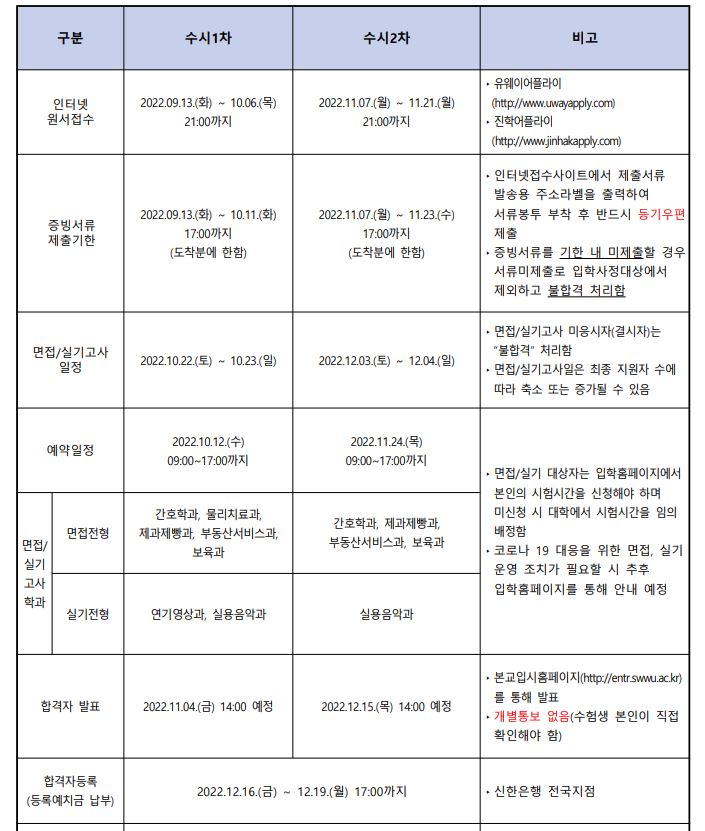 구분 수시1차 수시2차 비고
인터넷
원서접수
2022.09.13.(화) ~ 10.06.(목)
21:00까지
2022.11.07.(월) ~ 11.21.(월)
21:00까지
‣ 유웨이어플라이
(http://www.uwayapply.com)
‣ 진학어플라이
(http://www.jinhakapply.com)
증빙서류
제출기한
2022.09.13(화) ~ 10.11.(화)
17:00까지
(도착분에 한함)
2022.11.07.(월) ~ 11.23.(수)
17:00까지
(도착분에 한함)
‣ 인터넷접수사이트에서 제출서류
발송용 주소라벨을 출력하여
서류봉투 부착 후 반드시 등기우편
제출
‣ 증빙서류를 기한 내 미제출할 경우
서류미제출로 입학사정대상에서
제외하고 불합격 처리함
면접/실기고사
일정
2022.10.22.(토) ~ 10.23.(일)
2022.12.03.(토) ~ 12.04.(일)
‣ 면접/실기고사 미응시자(결시자)는
“불합격” 처리함
‣ 면접/실기고사일은 최종 지원자 수에
따라 축소 또는 증가될 수 있음
예약일정
2022.10.12.(수)
09:00~17:00까지
2022.11.24.(목)
09:00~17:00까지
‣ 면접/실기 대상자는 입학홈페이지에서
본인의 시험시간을 신청해야 하며
미신청 시 대학에서 시험시간을 임의
배정함
‣ 코로나 19 대응을 위한 면접, 실기
운영 조치가 필요할 시 추후
입학홈페이지를 통해 안내 예정
면접/
실기
고사
학과
면접전형
간호학과, 물리치료과,
제과제빵과, 부동산서비스과,
보육과
간호학과, 제과제빵과,
부동산서비스과, 보육과
실기전형
연기영상과, 실용음악과
실용음악과
합격자 발표
2022.11.04.(금) 14:00 예정
2022.12.15.(목) 14:00 예정
‣ 본교입시홈페이지(http://entr.swwu.ac.kr)
를 통해 발표
‣ 개별통보 없음(수험생 본인이 직접
확인해야 함)
합격자등록
(등록예치금 납부)
2022.12.16.(금) ~ 12.19.(월) 17:00까지
‣ 신한은행 전국지점